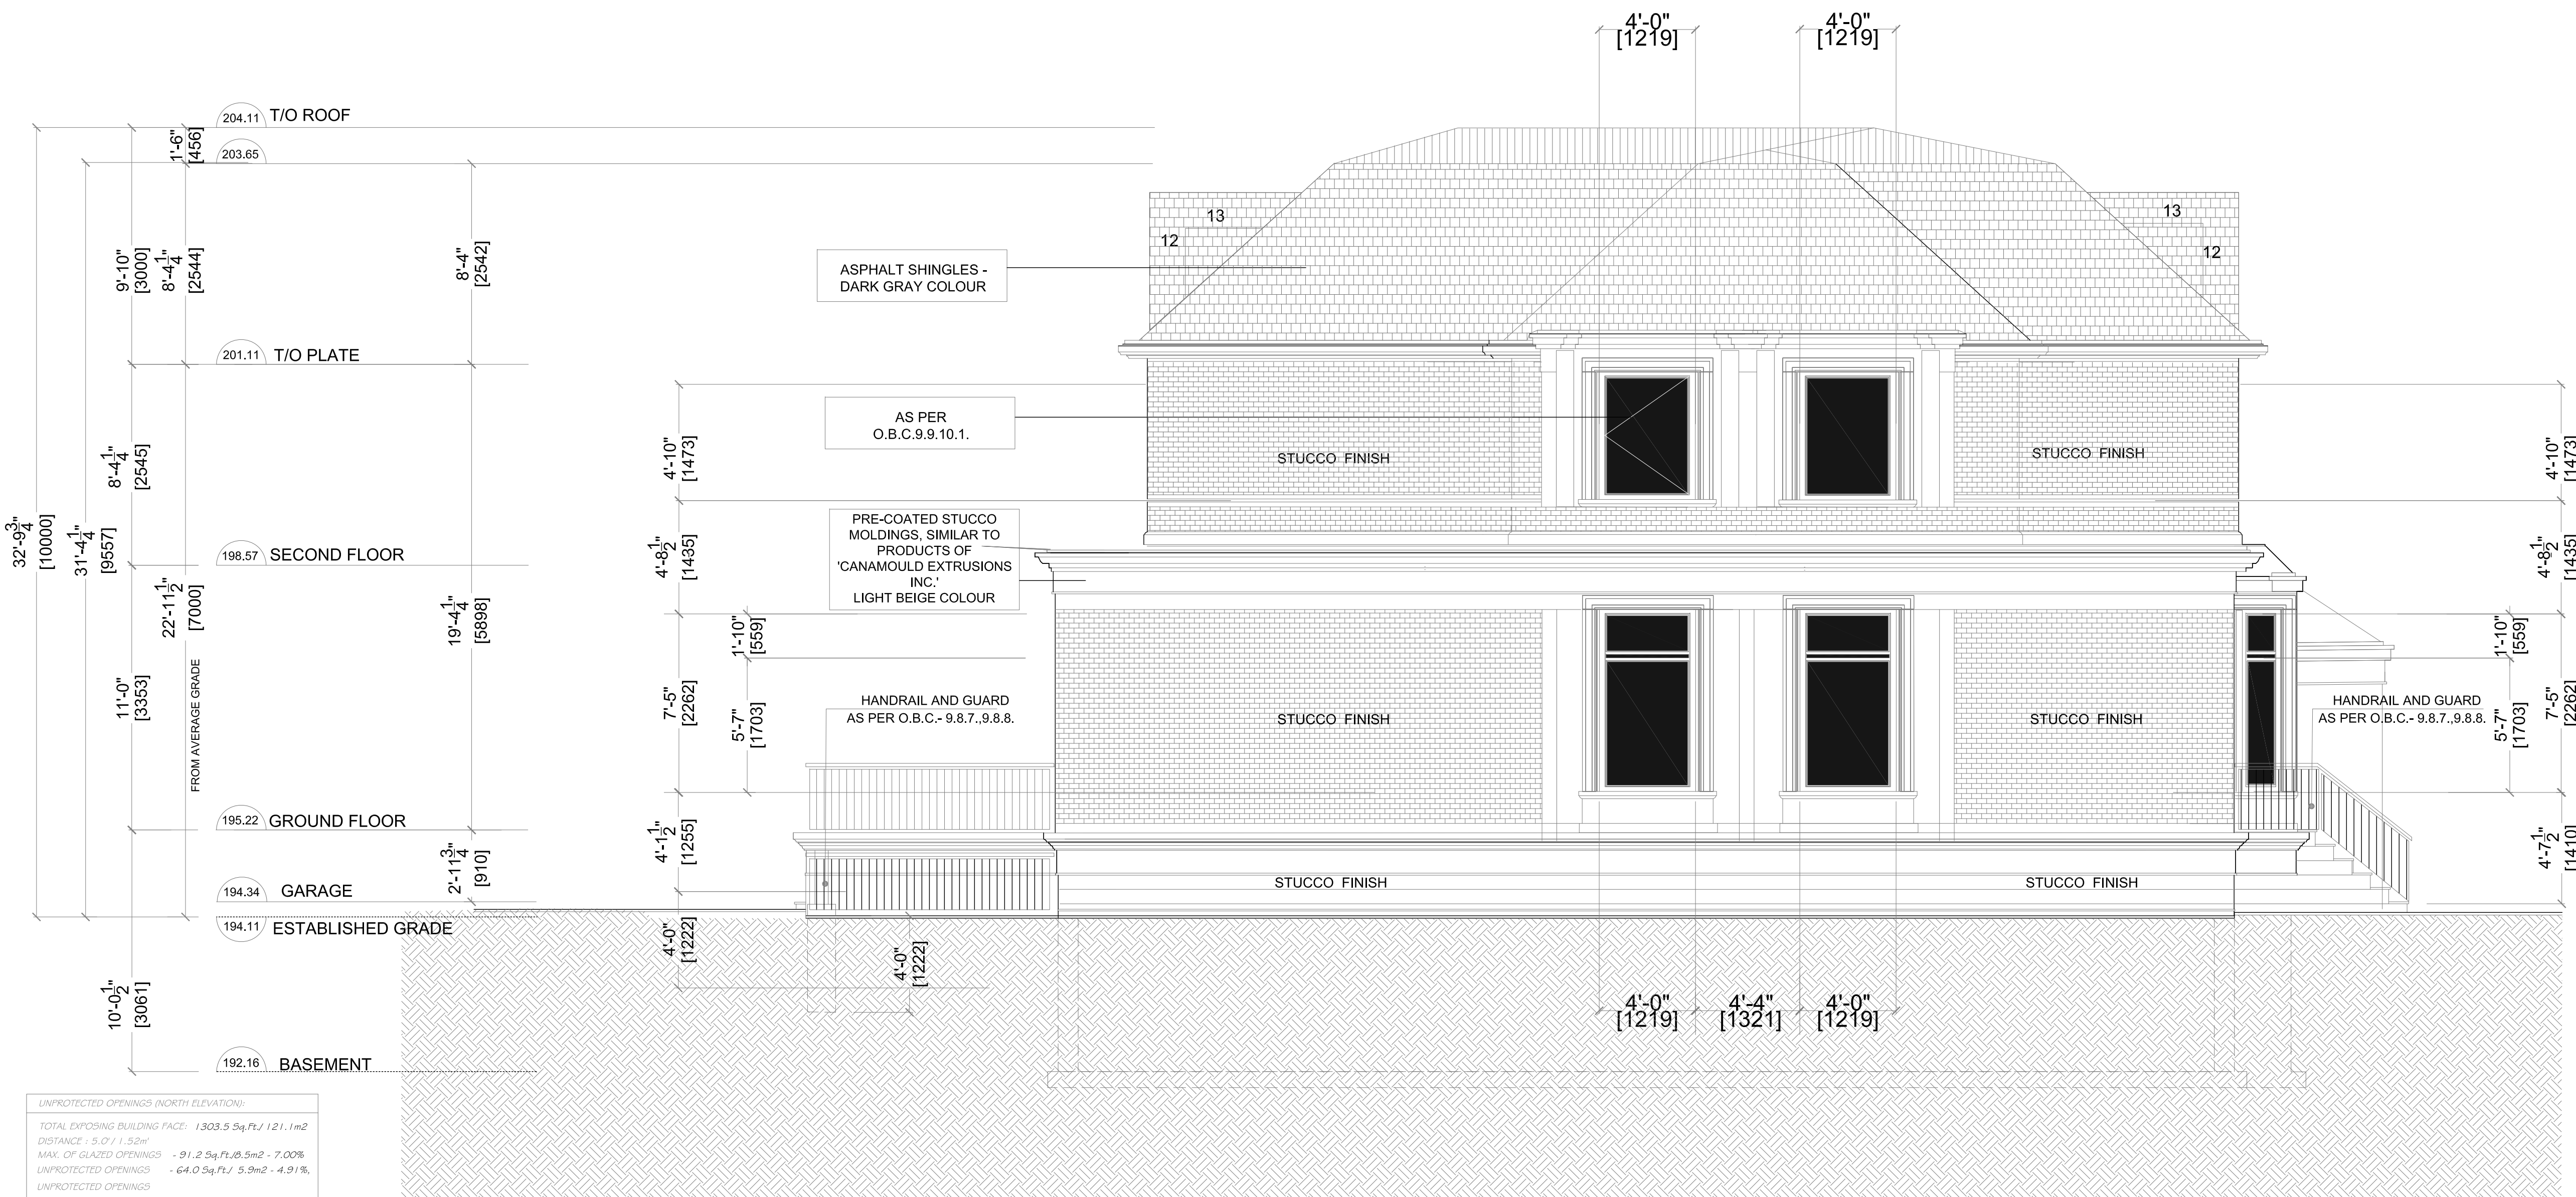 4'-0"
[1219]
4'-0"
[1219]
204.11 T/O ROOF
1'-6"
[456]
203.65
9'-10"
[3000]
8'-4 1/4"
[2544]
8'-4"
[2542]
13
12
13
12
ASPHALT SHINGLES -
DARK GRAY COLOUR
201.11 T/O PLATE
AS PER
O.B.C.9.9.10.1.
STUCCO FINISH
STUCCO FINISH
8'-4 1/4"
[2545]
4'-10"
[1473]
4'-10"
[1473]
32'-9 3/4"
[10000]
31'-4 1/4"
[9557]
198.57 SECOND FLOOR
22'-11 1/2"
[7000]
FROM AVERAGE GRADE
19'-4 1/4"
[5898]
4'-8 1/2"
[1435]
PRE-COATED STUCCO
MOLDINGS, SIMILAR TO
PRODUCTS OF
'CANAMOULD EXTRUSIONS
INC.'
LIGHT BEIGE COLOUR
4'-8 1/2"
[1435]
11'-0"
[3353]
7'-5"
[2262]
1'-10"
[559]
5'-7"
[1703]
HANDRAIL AND GUARD
AS PER O.B.C.- 9.8.7.,9.8.8.
STUCCO FINISH
STUCCO FINISH
HANDRAIL AND GUARD
AS PER O.B.C.- 9.8.7.,9.8.8.
1'-10"
[559]
5'-7"
[1703]
7'-5"
[2262]
195.22 GROUND FLOOR
2'-11 3/4"
[910]
4'-1 1/2"
[1255]
4'-7 1/2"
[1410]
194.34 GARAGE
STUCCO FINISH
STUCCO FINISH
194.11 ESTABLISHED GRADE
4'-0"
[1222]
4'-0"
[1222]
10'-0 1/2"
[3061]
4'-0"
[1219]
4'-4"
[1321]
4'-0"
[1219]
192.16 BASEMENT
UNPROTECTED OPENINGS (NORTH ELEVATION):
TOTAL EXPOSING BUILDING FACE: 1303.5 Sq.Ft./ 121.1m2
DISTANCE : 5.0'/ 1.52m'
MAX. OF GLAZED OPENINGS - 91.2 Sq.Ft./8.5m2 - 7.00%
UNPROTECTED OPENINGS - 64.0 Sq.Ft./ 5.9m2 - 4.91%,
UNPROTECTED OPENINGS